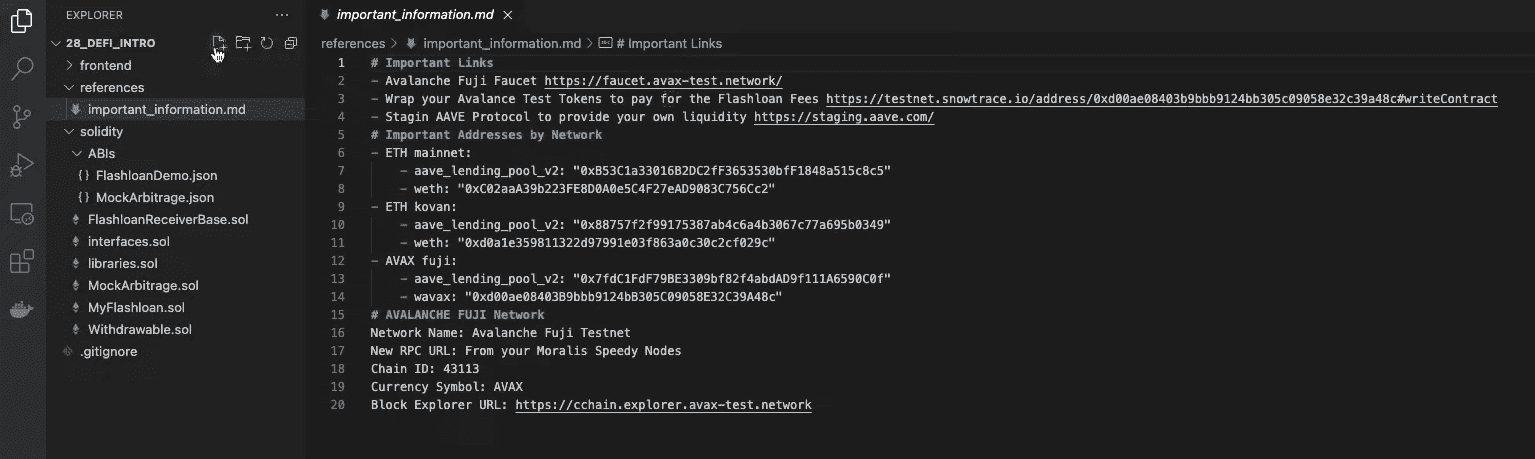 EXPLORER
28_DEFI_INTRO
frontend
references
important_information.md
solidity
ABIs
{} FlashloanDemo.json
{} MockArbitrage.json
FlashloanReceiverBase.sol
interfaces.sol
libraries.sol
MockArbitrage.sol
MyFlashloan.sol
Withdrawable.sol
.gitignore
important_information.md
references > important_information.md > # Important Links
1 # Important Links
2 - Avalanche Fuji Faucet https://faucet.avax-test.network/
3 - Wrap your Avalance Test Tokens to pay for the Flashloan Fees https://testnet.snowtrace.io/address/0xd00ae08403b9bbb9124bb305c09058e32c39a48c#writeContract
4 - Stagin AAVE Protocol to provide your own liquidity https://staging.aave.com/
5 # Important Addresses by Network
6 - ETH mainnet:
7 - aave_lending_pool_v2: "0xB53C1a33016B2DC2fF3653530bfF1848a515c8c5"
8 - weth: "0xC02aaA39b223FE8D0A0e5C4F27eAD9083C756Cc2"
9 - ETH kovan:
10 - aave_lending_pool_v2: "0x88757f2f99175387ab4c6a4b3067c77a695b0349"
11 - weth: "0xd0a1e359811322d97991e03f863a0c30c2cf029c"
12 - AVAX fuji:
13 - aave_lending_pool_v2: "0x7fdC1FdF79BE3309bf82f4abdAD9f111A6590C0f"
14 - wavax: "0xd00ae08403B9bbb9124bB305C09058E32C39A48c"
15 # AVALANCHE FUJI Network
16 Network Name: Avalanche Fuji Testnet
17 New RPC URL: From your Moralis Speedy Nodes
18 Chain ID: 43113
19 Currency Symbol: AVAX
20 Block Explorer URL: https://cchain.explorer.avax-test.network